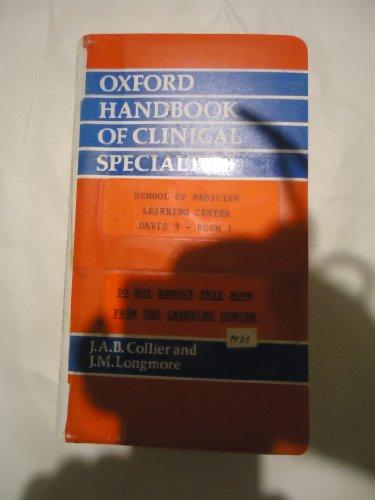 OXFORD
HANDBOOK
OF CLINICAL
SCHOOL OF MEDICINE
LEARNING CENTER
DAVIS 3 - ROOM 1
DO NOT REMOVE THIS BOOK
FROM THE LEARNING CENTER
J.A.B. Collier and
J.M. Longmore
PEDS